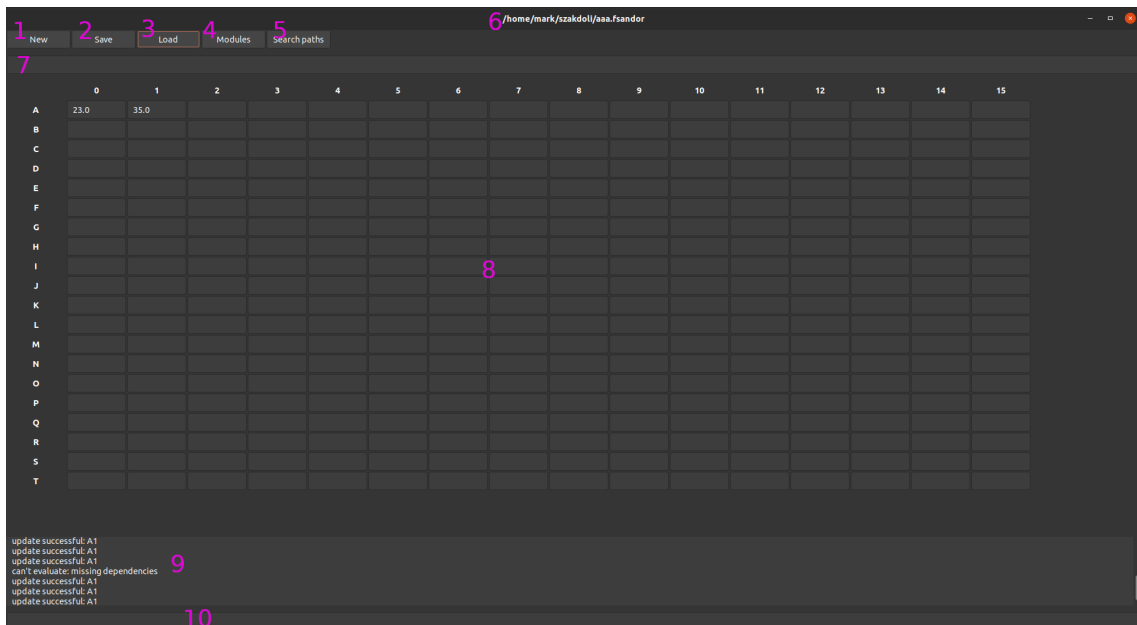 6 /home/mark/szakdoli/aaa.fsandor
1 New 2 Save 3 Load 4 Modules 5 Search paths
7
0 1 2 3 4 5 6 7 8 9 10 11 12 13 14 15
A 23.0 35.0
B
C
D
E
F
G
H
I 8
J
K
L
M
N
O
P
Q
R
S
T
update successful: A1
update successful: A1
update successful: A1
can't evaluate: missing dependencies 9
update successful: A1
update successful: A1
update successful: A1
10